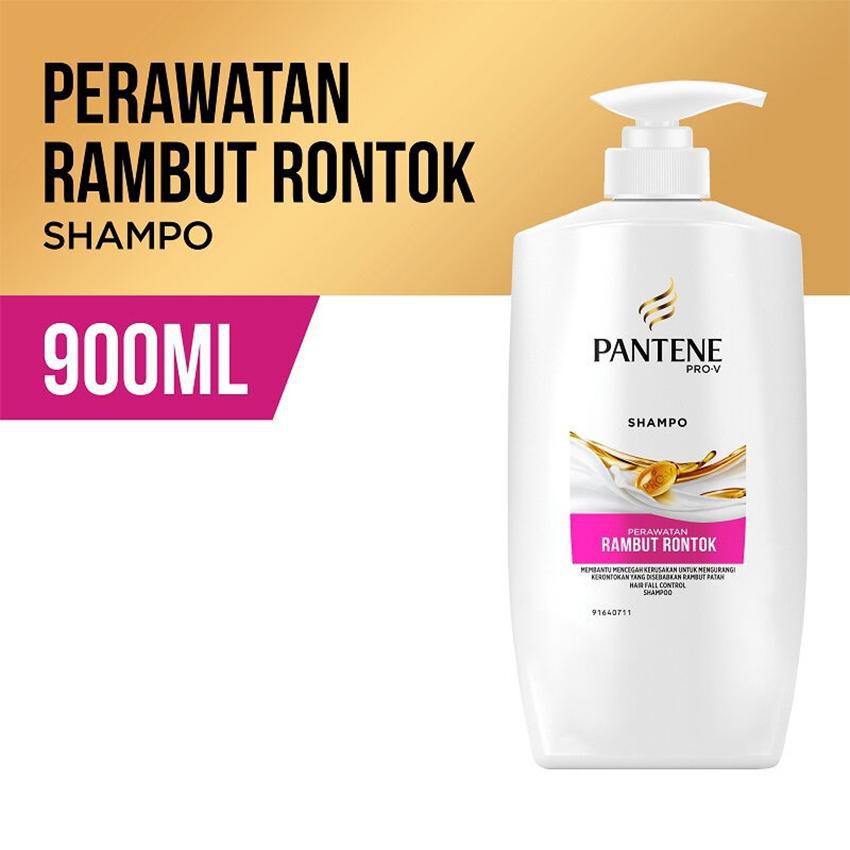 PERAWATAN
RAMBUT RONTOK
SHAMPO
900ML
PANTENE
PRO-V
SHAMPO
PRO-V
PERAWATAN
RAMBUT RONTOK
MEMBANTU MENCEGAH KERUSAKAN UNTUK MENGURANGI
KERONTOKAN YANG DISEBABKAN RAMBUT PATAH
HAIR FALL CONTROL
SHAMPOO
91640711